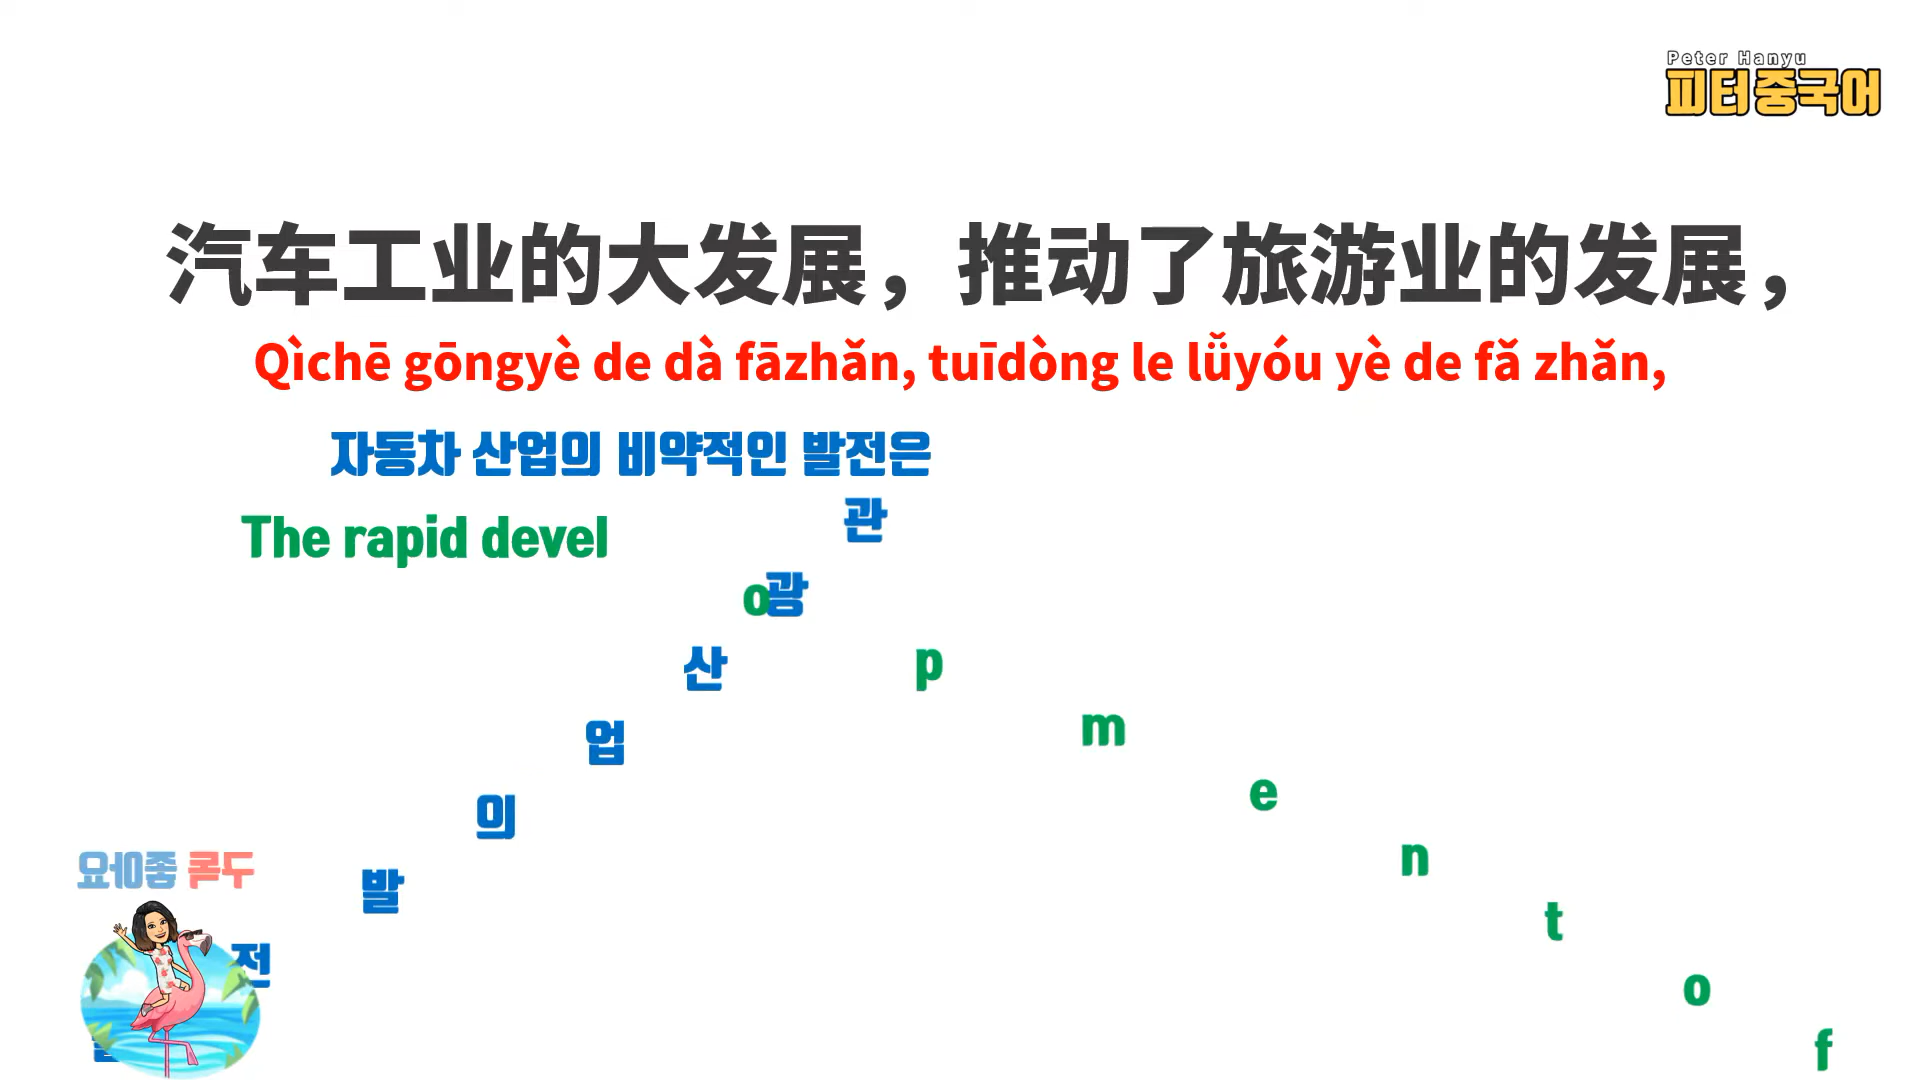 Peter Hanyu
피터 중국어
汽车工业的大发展，推动了旅游业的发展，
Qìchē gōngyè de dà fāzhǎn, tuīdòng le lǚyóu yè de fǎ zhǎn,
자동차 산업의 비약적인 발전은 관광산업의 발전
The rapid development of